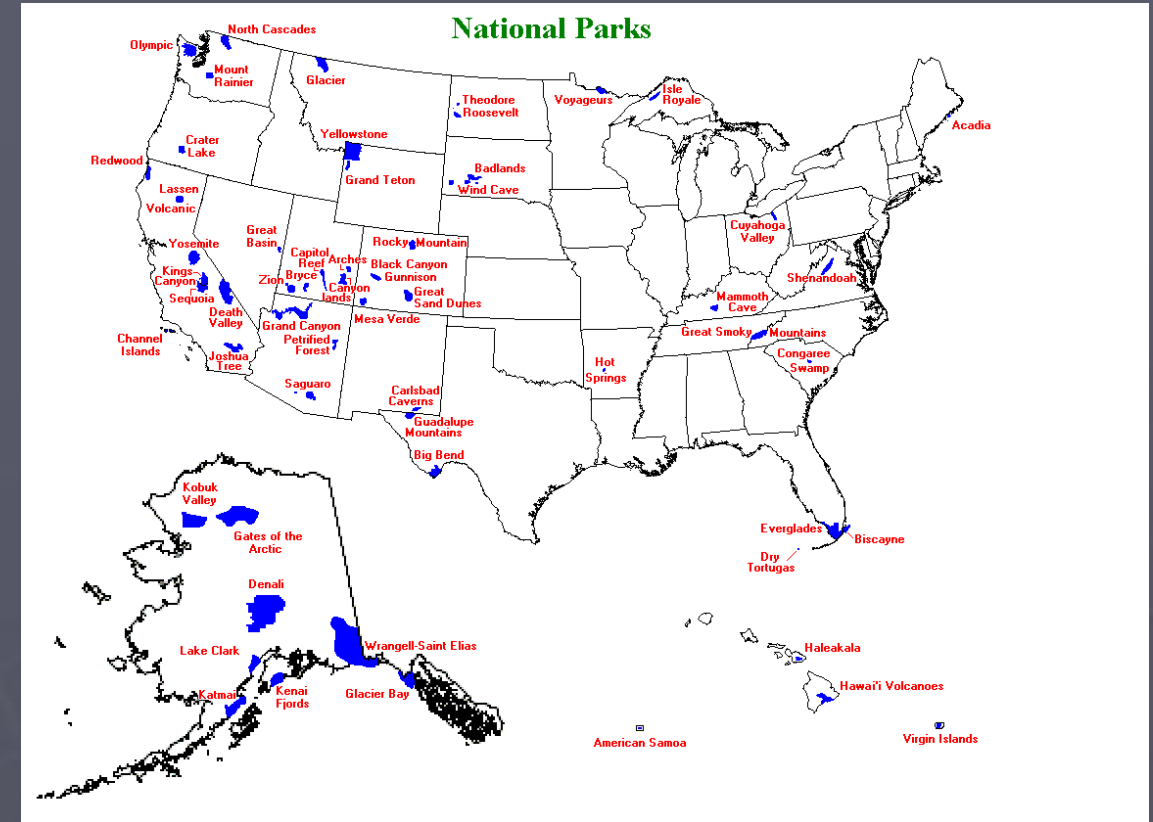 National Parks
North Cascades
Olympic
Mount
Rainier
Glacier
Theodore
Roosevelt
Voyageurs
Isle
Royale
Acadia
Crater
Lake
Yellowstone
Redwood
Grand Teton
Badlands
Wind Cave
Lassen
Volcanic
Great
Basin
Cuyahoga
Valley
Yosemite
Rocky Mountain
Capitol
Reef
Arches
Black Canyon
Gunnison
Kings
Canyon
Zion
Bryce
Canyon
lands
Great
Sand Dunes
Shenandoah
Sequoia
Mammoth
Cave
Death
Valley
Grand Canyon
Mesa Verde
Channel
Islands
Petrified
Forest
Great Smoky Mountains
Joshua
Tree
Congaree
Swamp
Hot
Springs
Saguaro
Carlsbad
Caverns
Guadalupe
Mountains
Big Bend
Kobuk
Valley
Gates of the
Arctic
Everglades
Biscayne
Dry
Tortugas
Denali
Lake Clark
Wrangell-Saint Elias
Katmai
Kenai
Fjords
Glacier Bay
Haleakala
Hawai'i Volcanoes
American Samoa
Virgin Islands